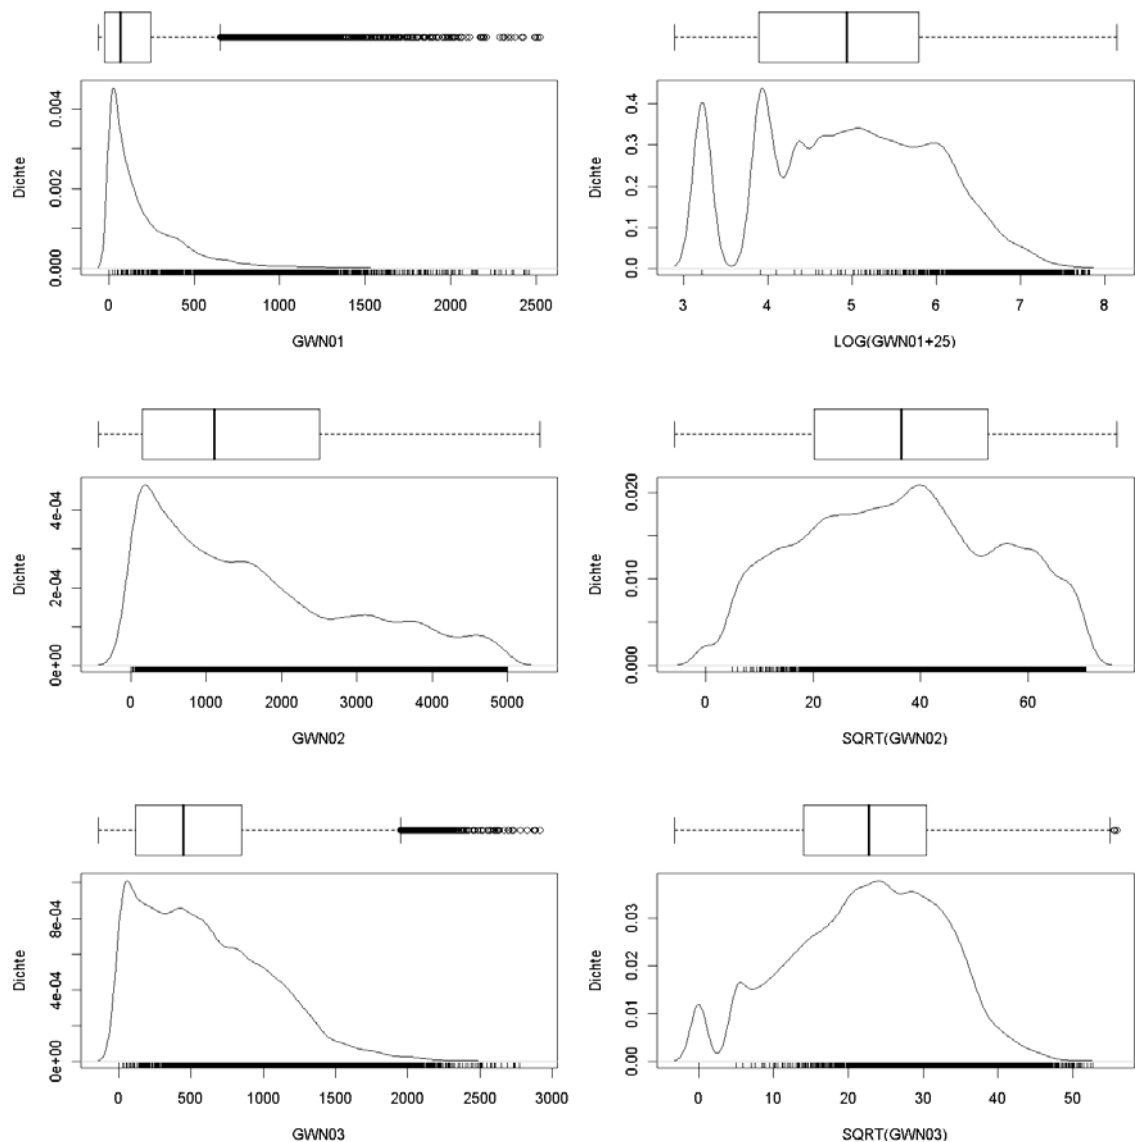 Dichte
0.000 0.002 0.004
0 500 1000 1500 2000 2500
GWN01
Dichte
0.0 0.1 0.2 0.3 0.4
3 4 5 6 7 8
LOG(GWN01+25)
Dichte
0e+00 2e-04 4e-04
0 1000 2000 3000 4000 5000
GWN02
Dichte
0.000 0.010 0.020
0 20 40 60
SQRT(GWN02)
Dichte
0e+00 4e-04 8e-04
0 500 1000 1500 2000 2500 3000
GWN03
Dichte
0.00 0.01 0.02 0.03
0 10 20 30 40 50
SQRT(GWN03)